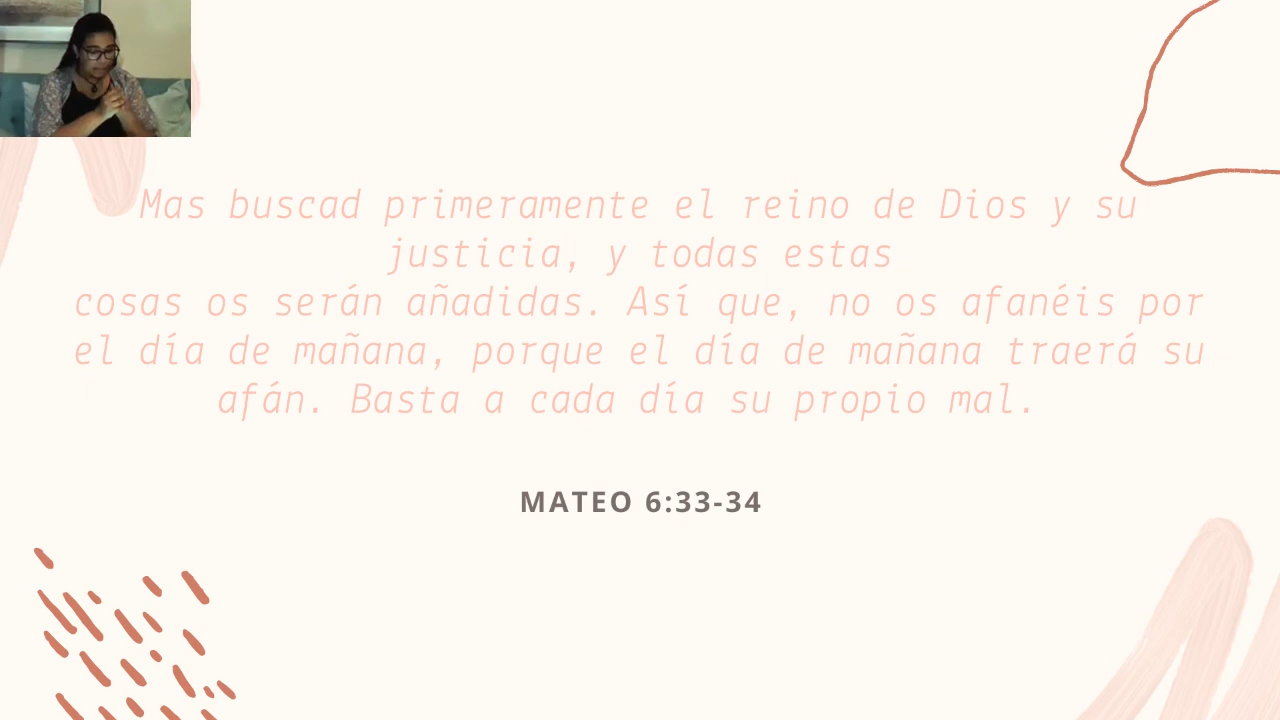 Mas buscad primeramente el reino de Dios y su
justicia, y todas estas
cosas os serán añadidas. Así que, no os afanéis por
el día de mañana, porque el día de mañana traerá su
afán. Basta a cada día su propio mal.
MATEO 6:33-34